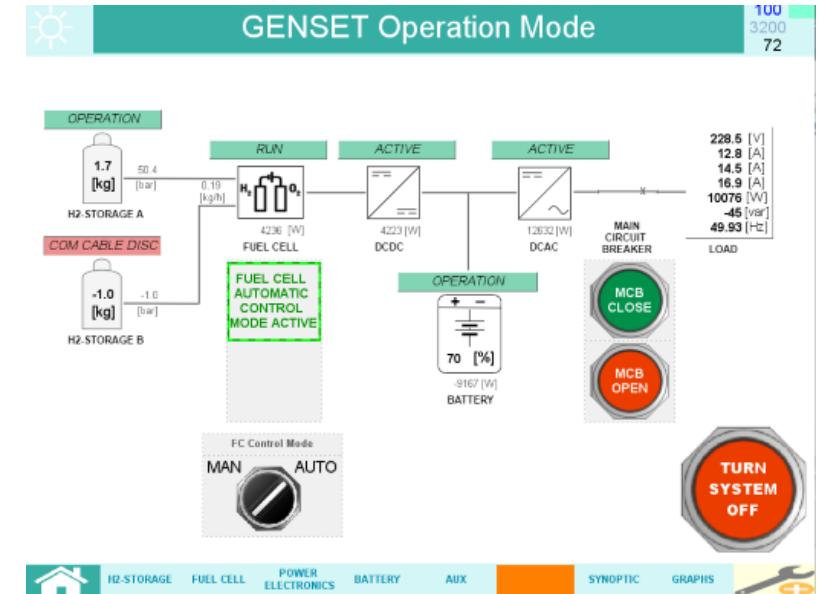 GENSET Operation Mode
100
3200
72
OPERATION
1.7
[kg]
50.4
[bar]
H2-STORAGE A
0.19
[kg/h]
COM CABLE DISC
-1.0
[kg]
-1.0
[bar]
H2-STORAGE B
RUN
H2
O2
4236 [W]
FUEL CELL
ACTIVE
4223 [W]
DCDC
ACTIVE
12632 [W]
DCAC
MAIN
CIRCUIT
BREAKER
228.5 [V]
12.8 [A]
14.5 [A]
16.9 [A]
10076 [W]
-45 [var]
49.93 [Hz]
LOAD
FUEL CELL
AUTOMATIC
CONTROL
MODE ACTIVE
OPERATION
+ −
70 [%]
-9167 [W]
BATTERY
MCB
CLOSE
MCB
OPEN
FC Control Mode
MAN AUTO
TURN
SYSTEM
OFF
H2-STORAGE FUEL CELL POWER ELECTRONICS BATTERY AUX SYNOPTIC GRAPHS